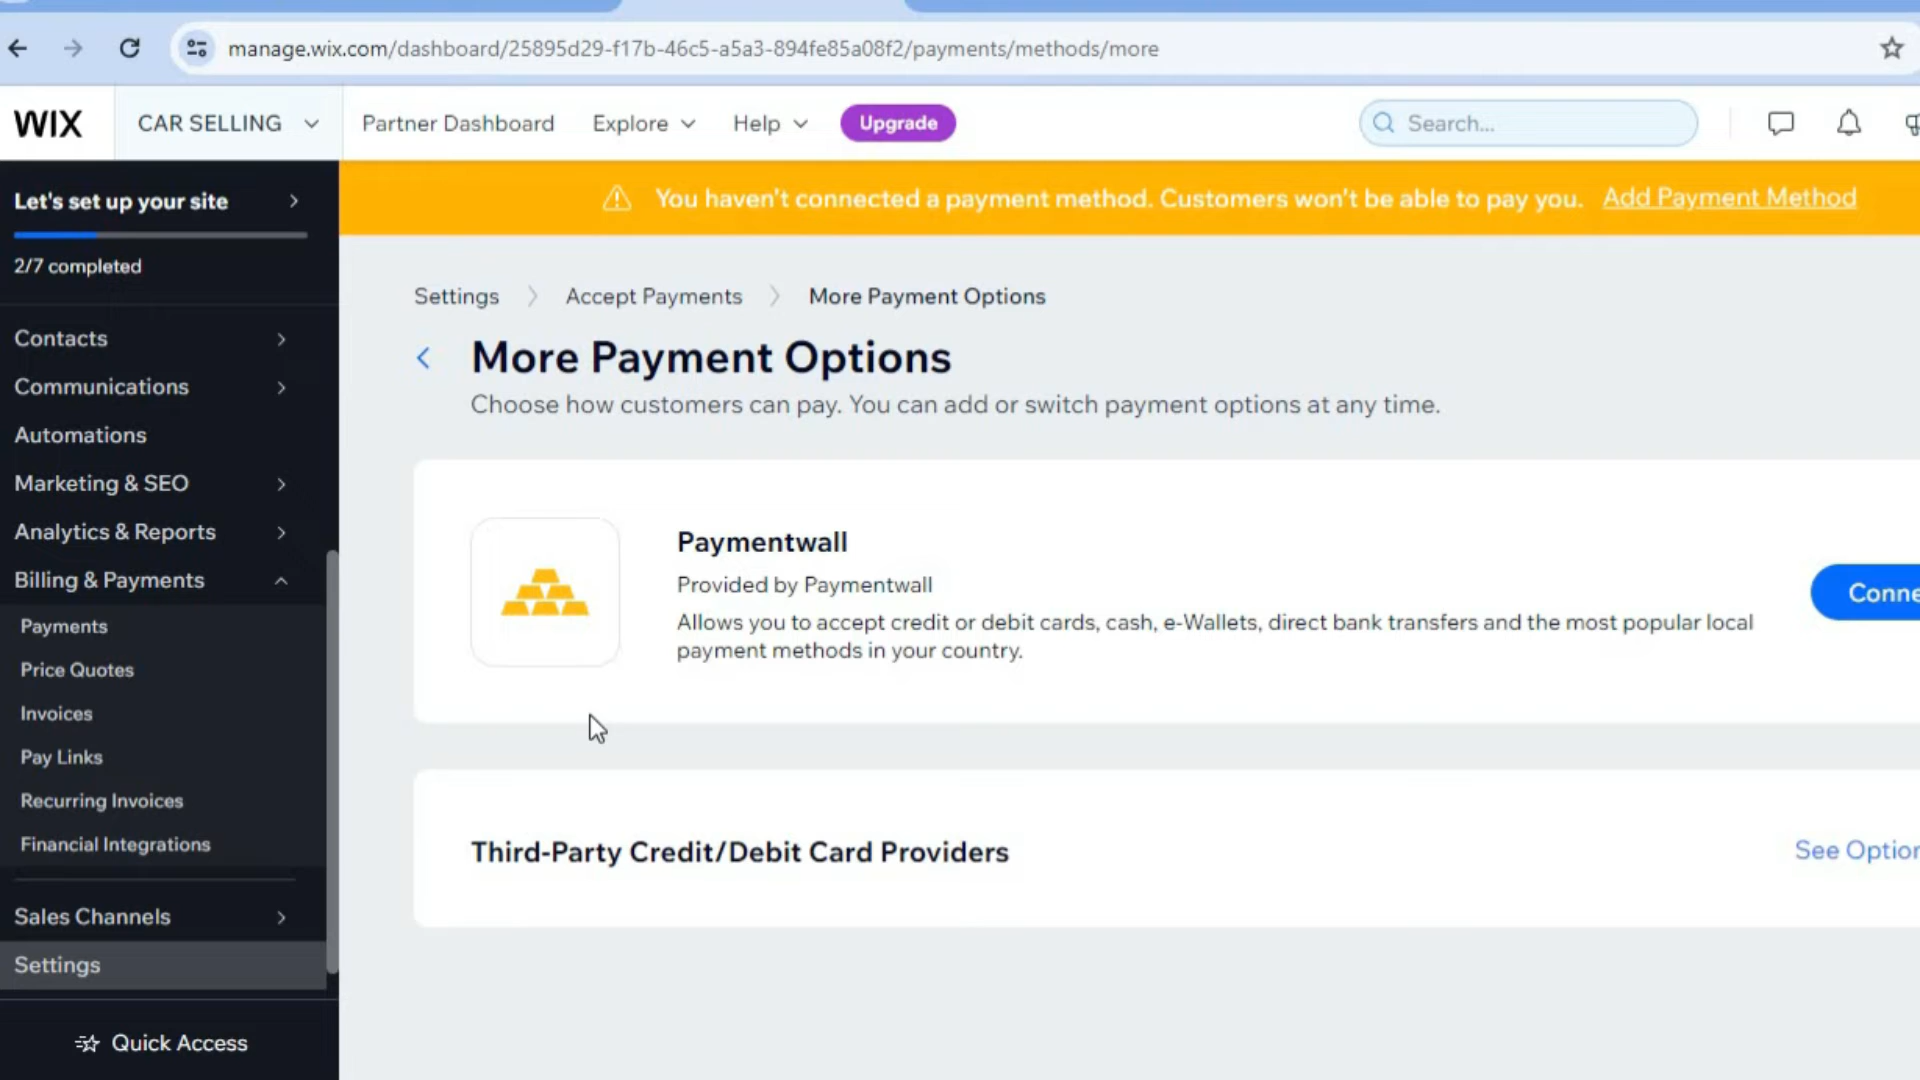 manage.wix.com/dashboard/25895d29-f17b-46c5-a5a3-894fe85a08f2/payments/methods/more
WIX
CAR SELLING
Partner Dashboard
Explore
Help
Upgrade
Search...
Let's set up your site
2/7 completed
Contacts
Communications
Automations
Marketing & SEO
Analytics & Reports
Billing & Payments
Payments
Price Quotes
Invoices
Pay Links
Recurring Invoices
Financial Integrations
Sales Channels
Settings
Quick Access
You haven't connected a payment method. Customers won't be able to pay you. Add Payment Method
Settings > Accept Payments > More Payment Options
More Payment Options
Choose how customers can pay. You can add or switch payment options at any time.
Paymentwall
Provided by Paymentwall
Allows you to accept credit or debit cards, cash, e-Wallets, direct bank transfers and the most popular local
payment methods in your country.
Conne
Third-Party Credit/Debit Card Providers
See Option